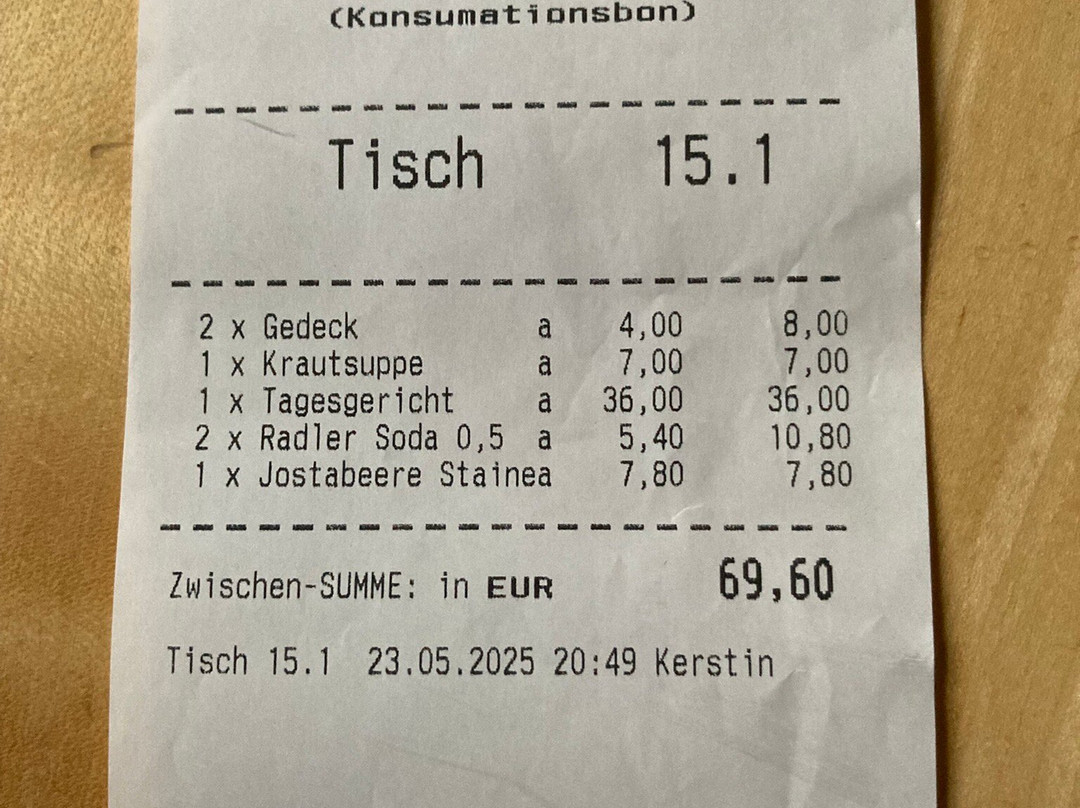 (Konsumationsbon)
Tisch 15.1
2 x Gedeck a 4,00 8,00
1 x Krautsuppe a 7,00 7,00
1 x Tagesgericht a 36,00 36,00
2 x Radler Soda 0,5 a 5,40 10,80
1 x Jostabeere Stainea 7,80 7,80
Zwischen-SUMME: in EUR 69,60
Tisch 15.1 23.05.2025 20:49 Kerstin